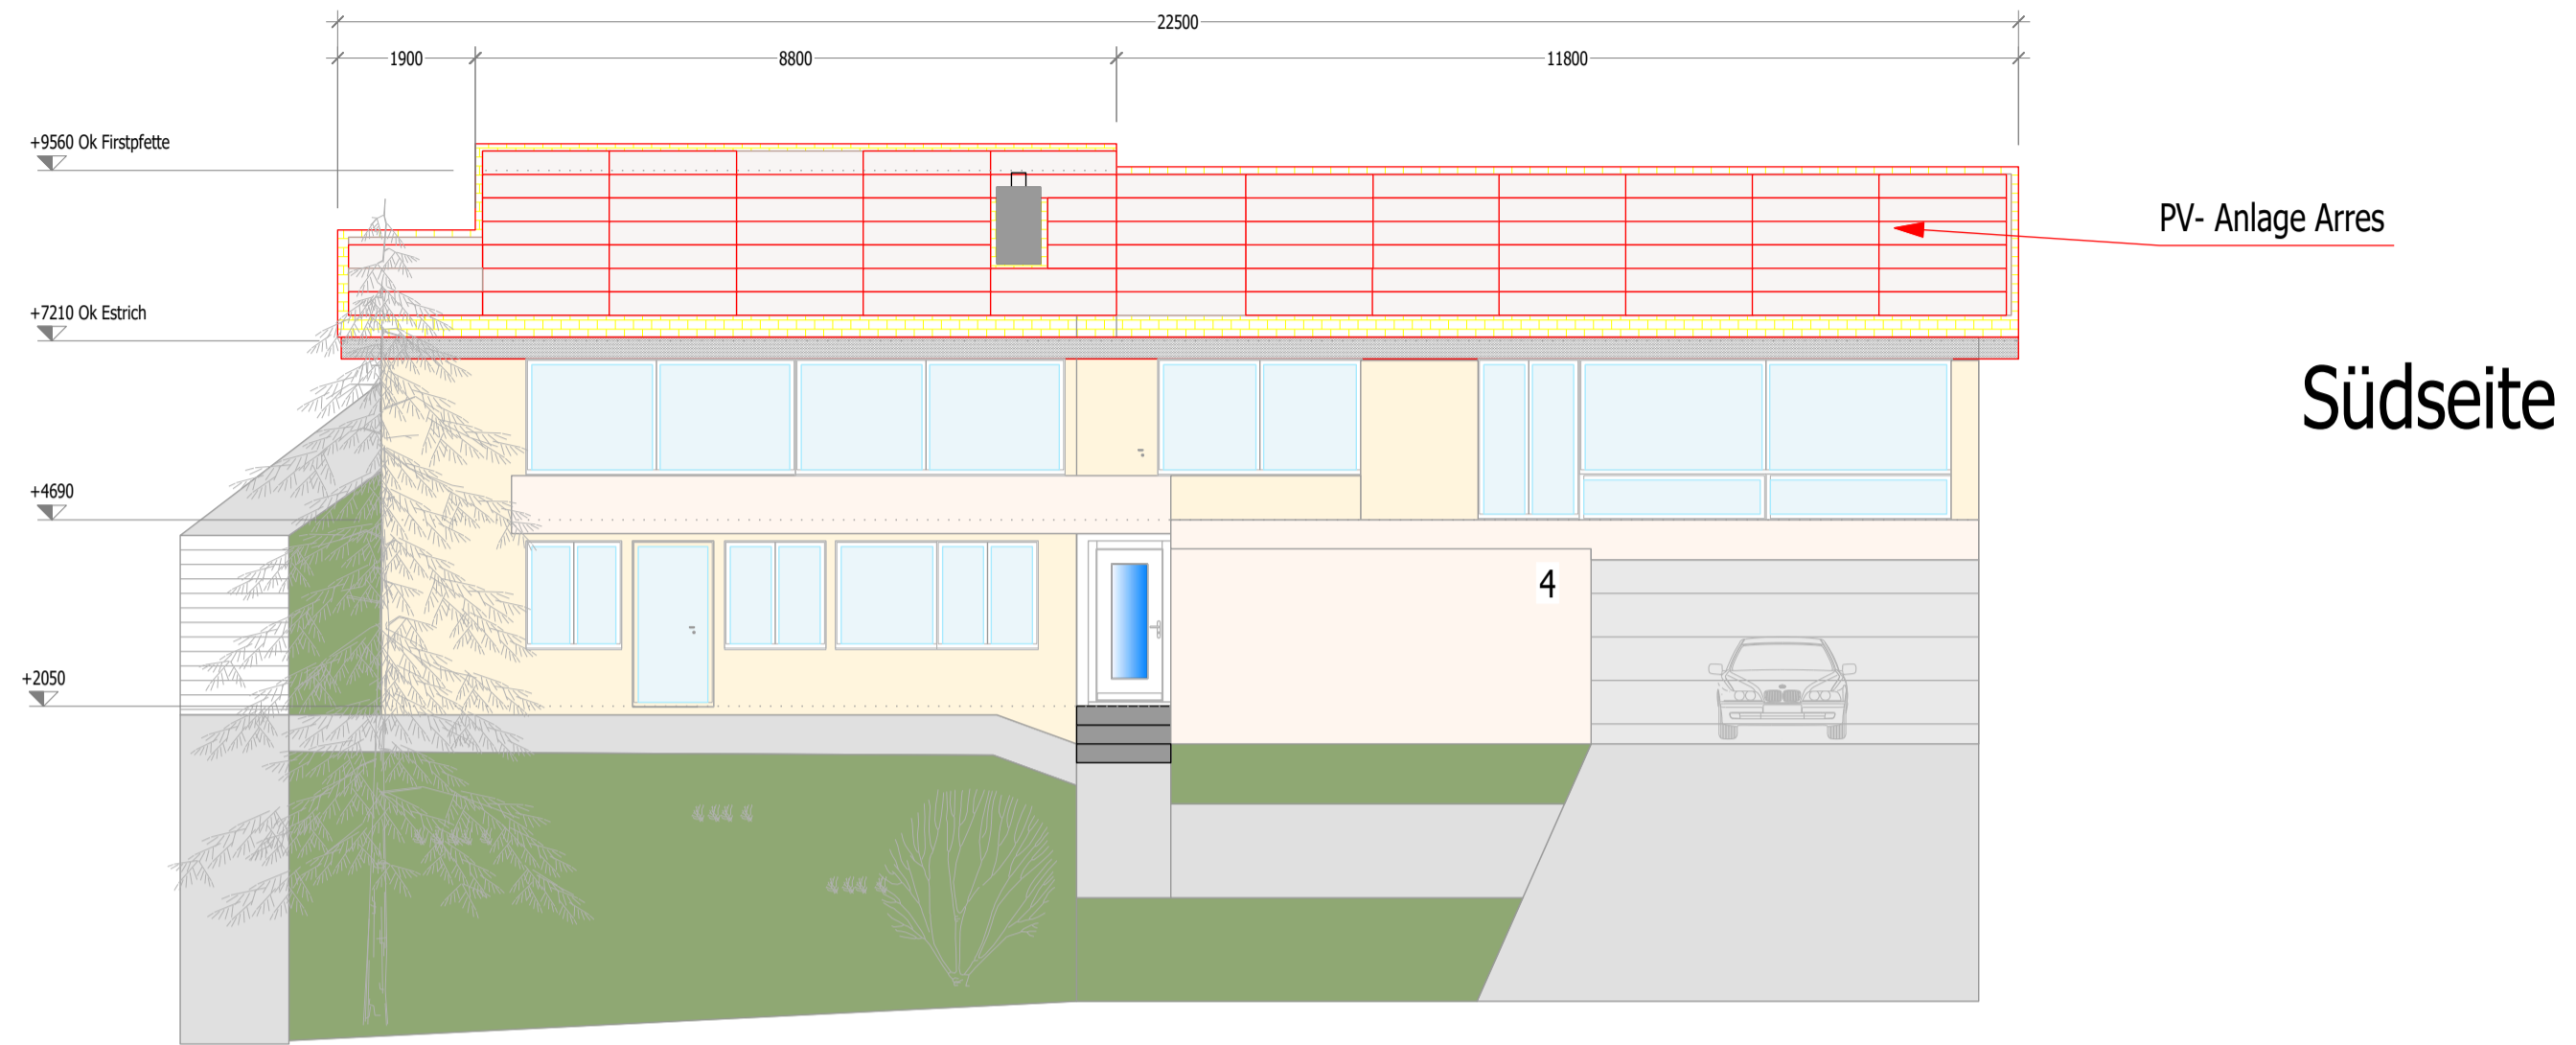 22500
1900
8800
11800
+9560 Ok Firstpfette
PV- Anlage Arres
+7210 Ok Estrich
Südseite
+4690
4
+2050